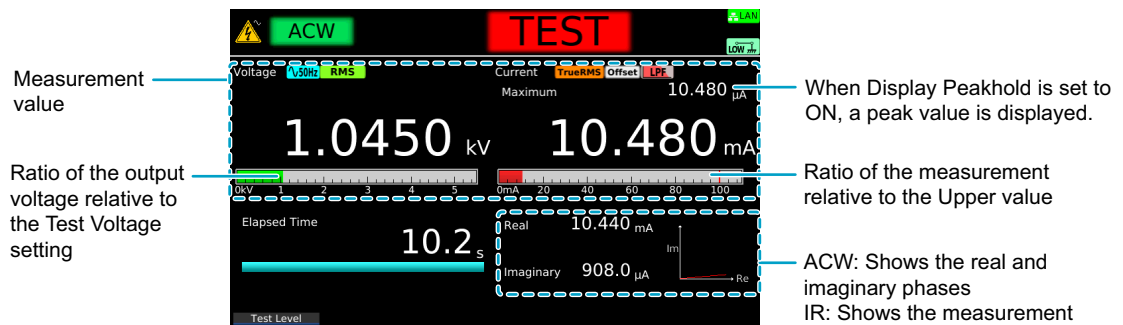 ACW
TEST
LAN
LOW
Measurement
value
Voltage 50Hz RMS
Current TrueRMS Offset LPF
Maximum 10.480 µA
When Display Peakhold is set to
ON, a peak value is displayed.
1.0450 kV
10.480 mA
Ratio of the output
voltage relative to
the Test Voltage
setting
0kV 1 2 3 4 5
0mA 20 40 60 80 100
Ratio of the measurement
relative to the Upper value
Elapsed Time
10.2 s
Real 10.440 mA
Imaginary 908.0 µA
Im
Re
ACW: Shows the real and
imaginary phases
IR: Shows the measurement
Test Level